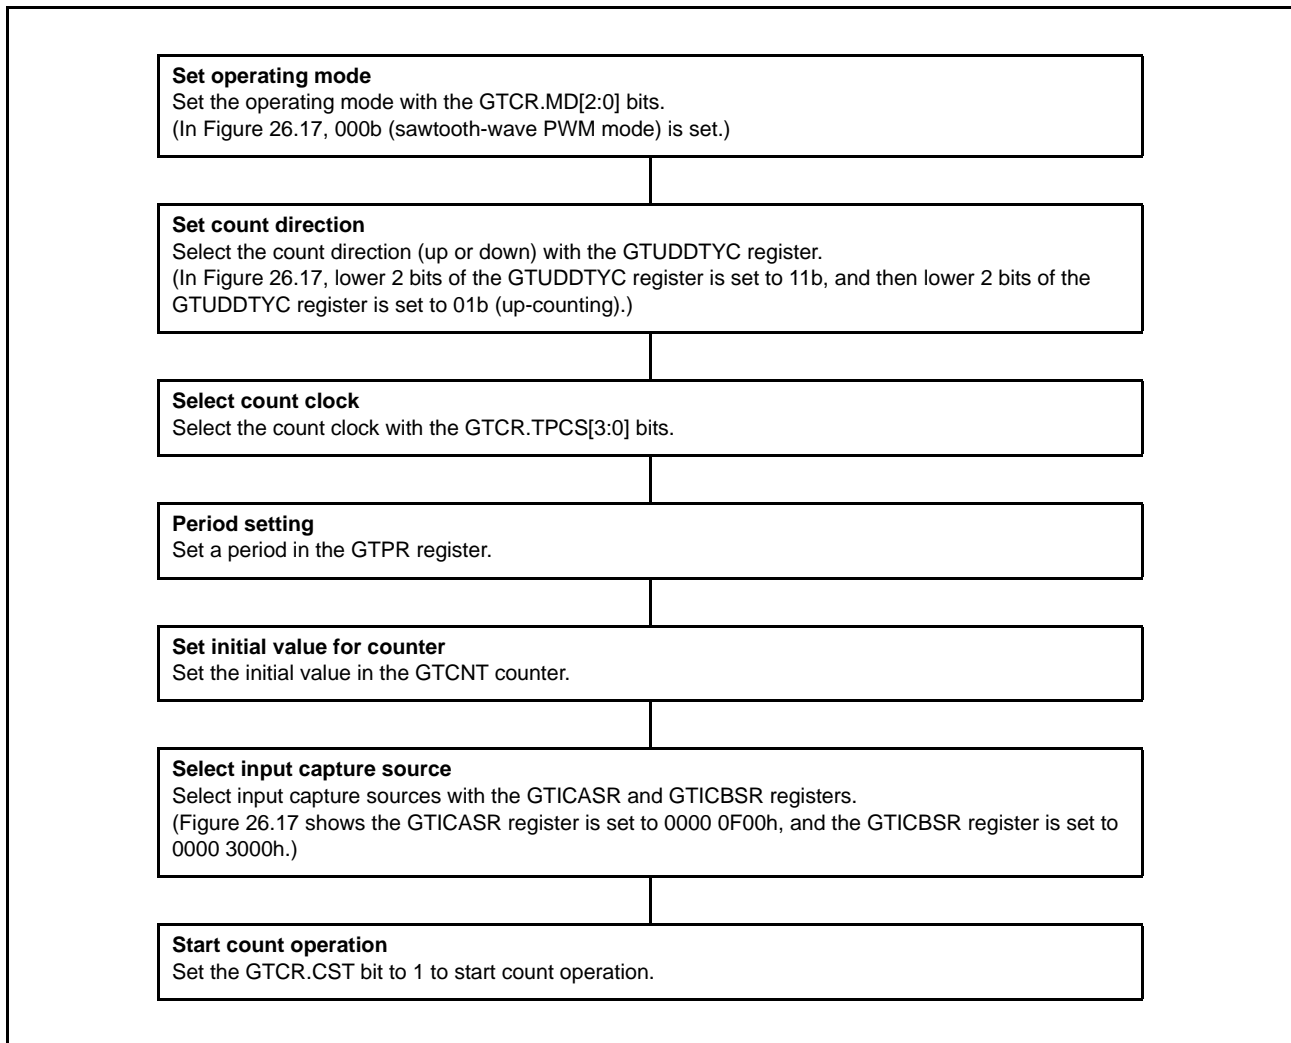 Set operating mode
Set the operating mode with the GTCR.MD[2:0] bits.
(In Figure 26.17, 000b (sawtooth-wave PWM mode) is set.)
Set count direction
Select the count direction (up or down) with the GTUDDTYC register.
(In Figure 26.17, lower 2 bits of the GTUDDTYC register is set to 11b, and then lower 2 bits of the
GTUDDTYC register is set to 01b (up-counting).)
Select count clock
Select the count clock with the GTCR.TPCS[3:0] bits.
Period setting
Set a period in the GTPR register.
Set initial value for counter
Set the initial value in the GTCNT counter.
Select input capture source
Select input capture sources with the GTICASR and GTICBSR registers.
(Figure 26.17 shows the GTICASR register is set to 0000 0F00h, and the GTICBSR register is set to
0000 3000h.)
Start count operation
Set the GTCR.CST bit to 1 to start count operation.